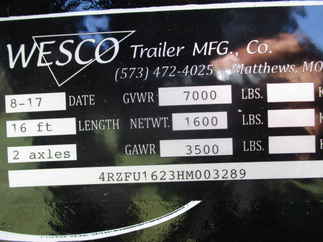 WESCO Trailer MFG., Co.
(573) 472-4025 Matthews, MO
8-17 DATE GVWR 7000 LBS.
16 ft LENGTH NETWT. 1600 LBS.
2 axles GAWR 3500 LBS.
4RZFU1623HM003289